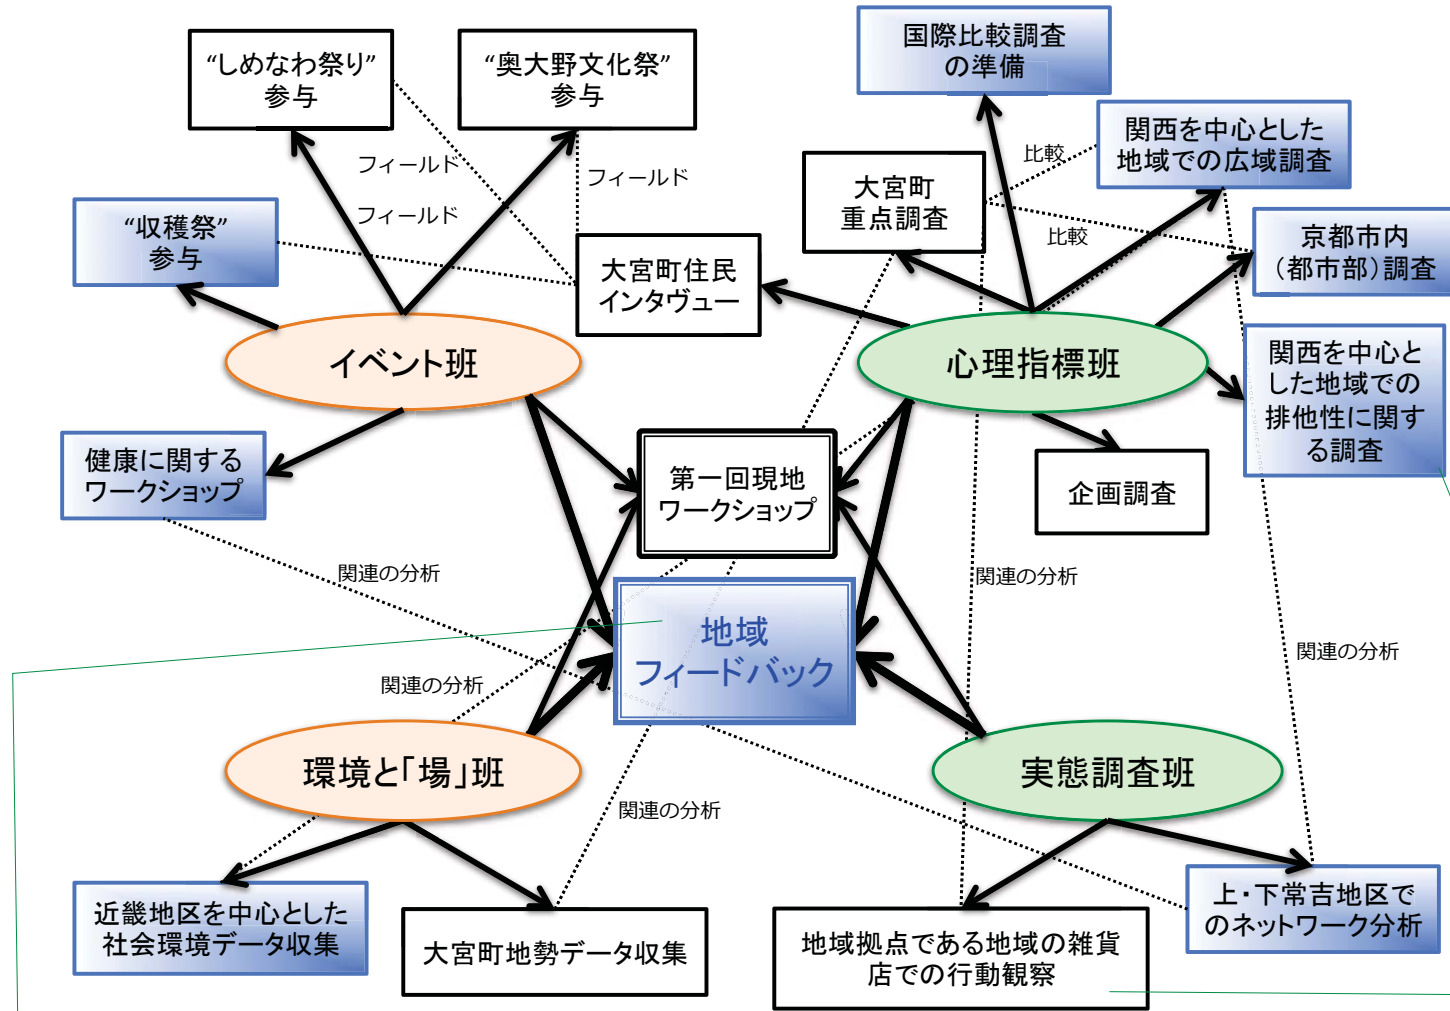 “しめなわ祭り”
参与
“奥大野文化祭”
参与
国際比較調査
の準備
関西を中心とした
地域での広域調査
比較
フィールド
フィールド
大宮町
重点調査
フィールド
“収穫祭”
参与
比較
京都市内
（都市部）調査
大宮町住民
インタヴュー
イベント班
心理指標班
関西を中心と
した地域での
排他性に関す
る調査
健康に関する
ワークショップ
第一回現地
ワークショップ
企画調査
関連の分析
関連の分析
地域
フィードバック
関連の分析
関連の分析
環境と「場」班
実態調査班
関連の分析
近畿地区を中心とした
社会環境データ収集
大宮町地勢データ収集
地域拠点である地域の雑貨
店での行動観察
上・下常吉地区で
のネットワーク分析